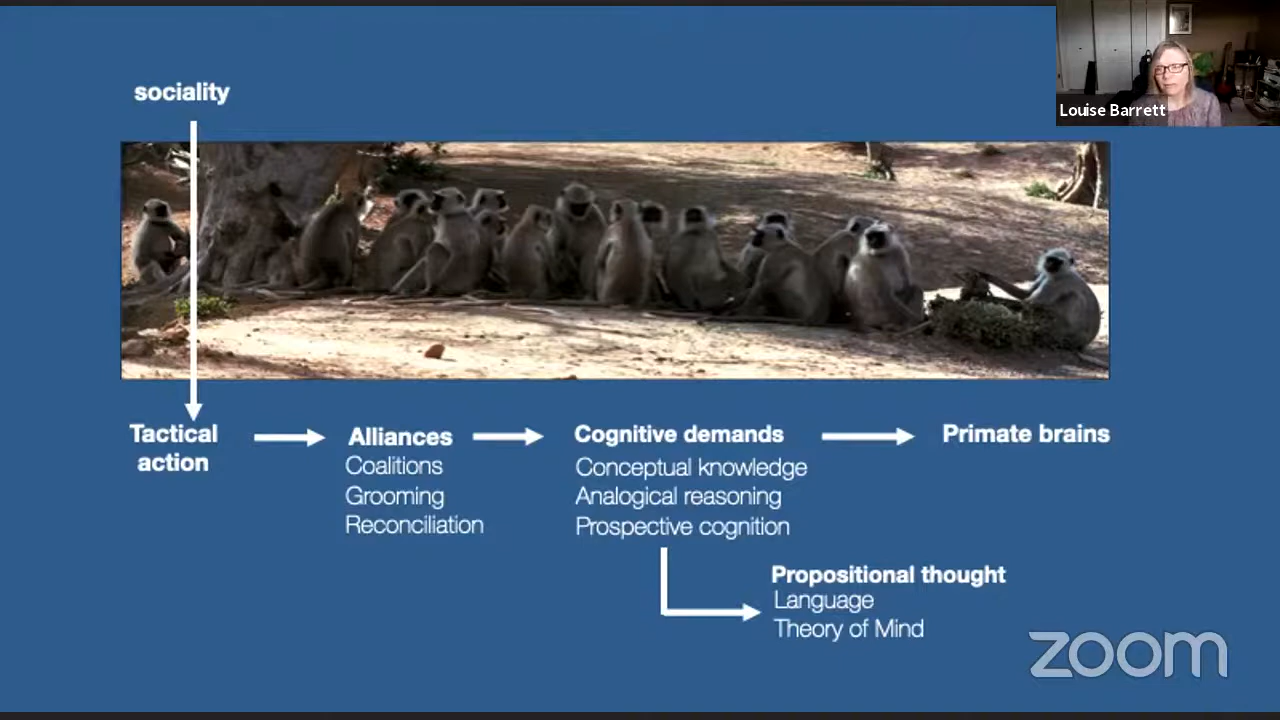 Louise Barrett
sociality
Tactical
action
Alliances
Coalitions
Grooming
Reconciliation
Cognitive demands
Conceptual knowledge
Analogical reasoning
Prospective cognition
Primate brains
Propositional thought
Language
Theory of Mind
zoom